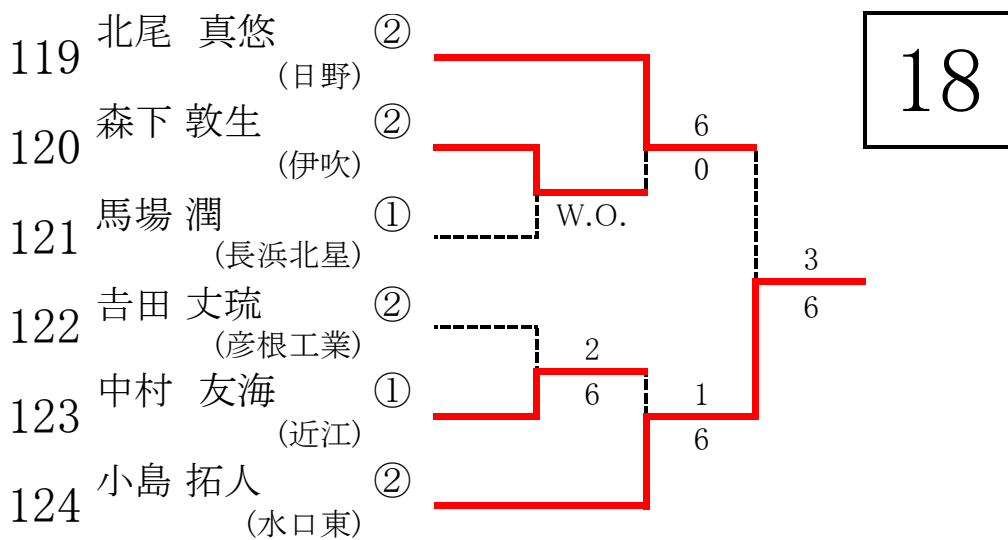 18
119 北尾 真悠 ②
(日野)
120 森下 敦生 ②
(伊吹)
121 馬場 潤 ①
(長浜北星)
122 𠮷田 丈琉 ②
(彦根工業)
123 中村 友海 ①
(近江)
124 小島 拓人 ②
(水口東)
6
0
W.O.
3
6
2
6
1
6